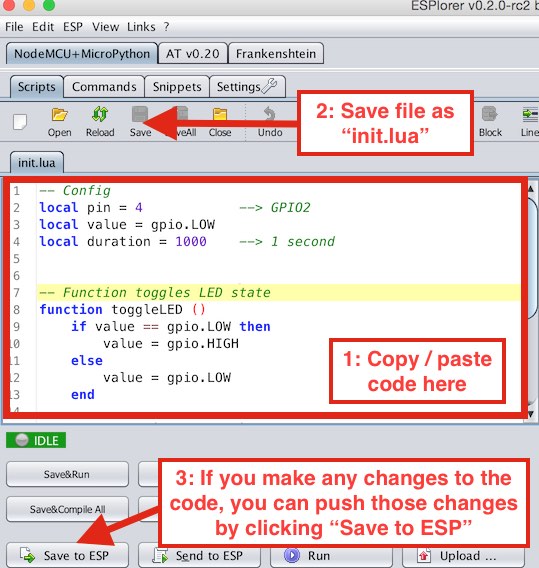 ESPlorer v0.2.0-rc2 b
File Edit ESP View Links ?
NodeMCU+MicroPython AT v0.20 Frankenstein
Scripts Commands Snippets Settings
Open Reload Save Close Undo Block Line
2: Save file as
“init.lua”
init.lua
1 -- Config
2 local pin = 4 --> GPIO2
3 local value = gpio.LOW
4 local duration = 1000 --> 1 second
5
6
7 -- Function toggles LED state
8 function toggleLED ()
9 if value == gpio.LOW then
10 value = gpio.HIGH
11 else
12 value = gpio.LOW
13 end
1: Copy / paste
code here
IDLE
Save&Run
Save&Compile All
3: If you make any changes to the
code, you can push those changes
by clicking “Save to ESP”
Save to ESP Send to ESP Run Upload ...